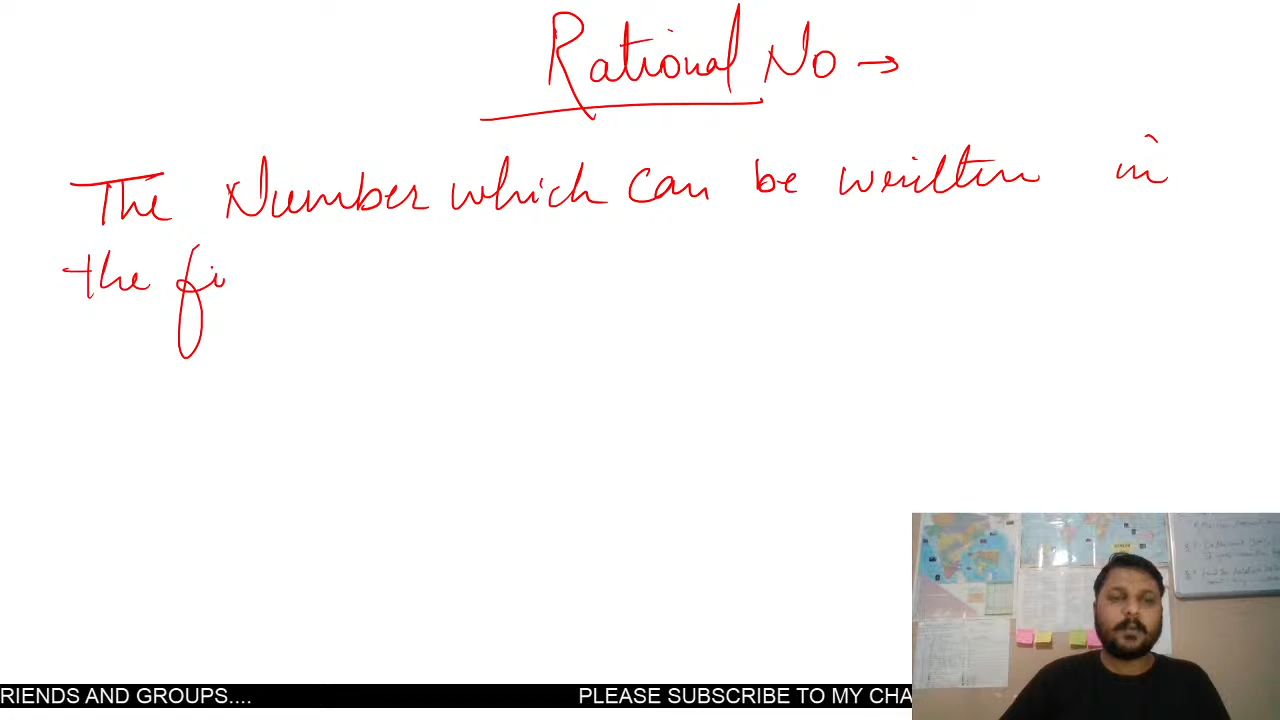 Rational No →
The Number which can be written in
the fi
RIENDS AND GROUPS.... PLEASE SUBSCRIBE TO MY CHA